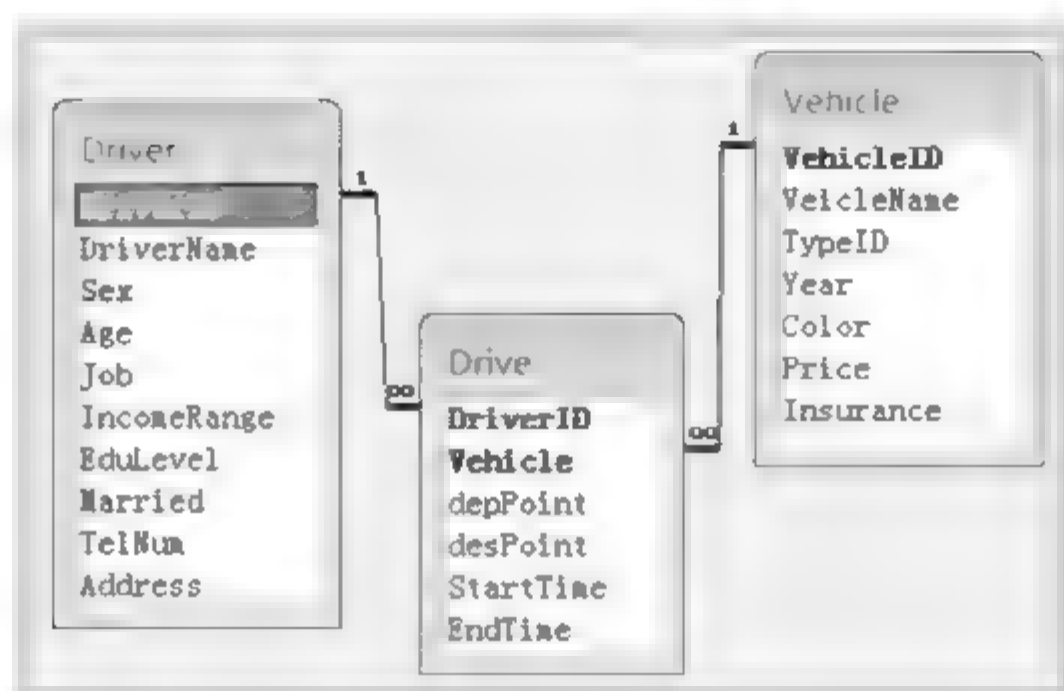 Driver
DriverName
Sex
Age
Job
IncomeRange
EduLevel
Married
TelNum
Address
1
∞
Drive
DriverID
Vehicle
depPoint
desPoint
StartTime
EndTime
1
∞
Vehicle
VehicleID
VeicleName
TypeID
Year
Color
Price
Insurance